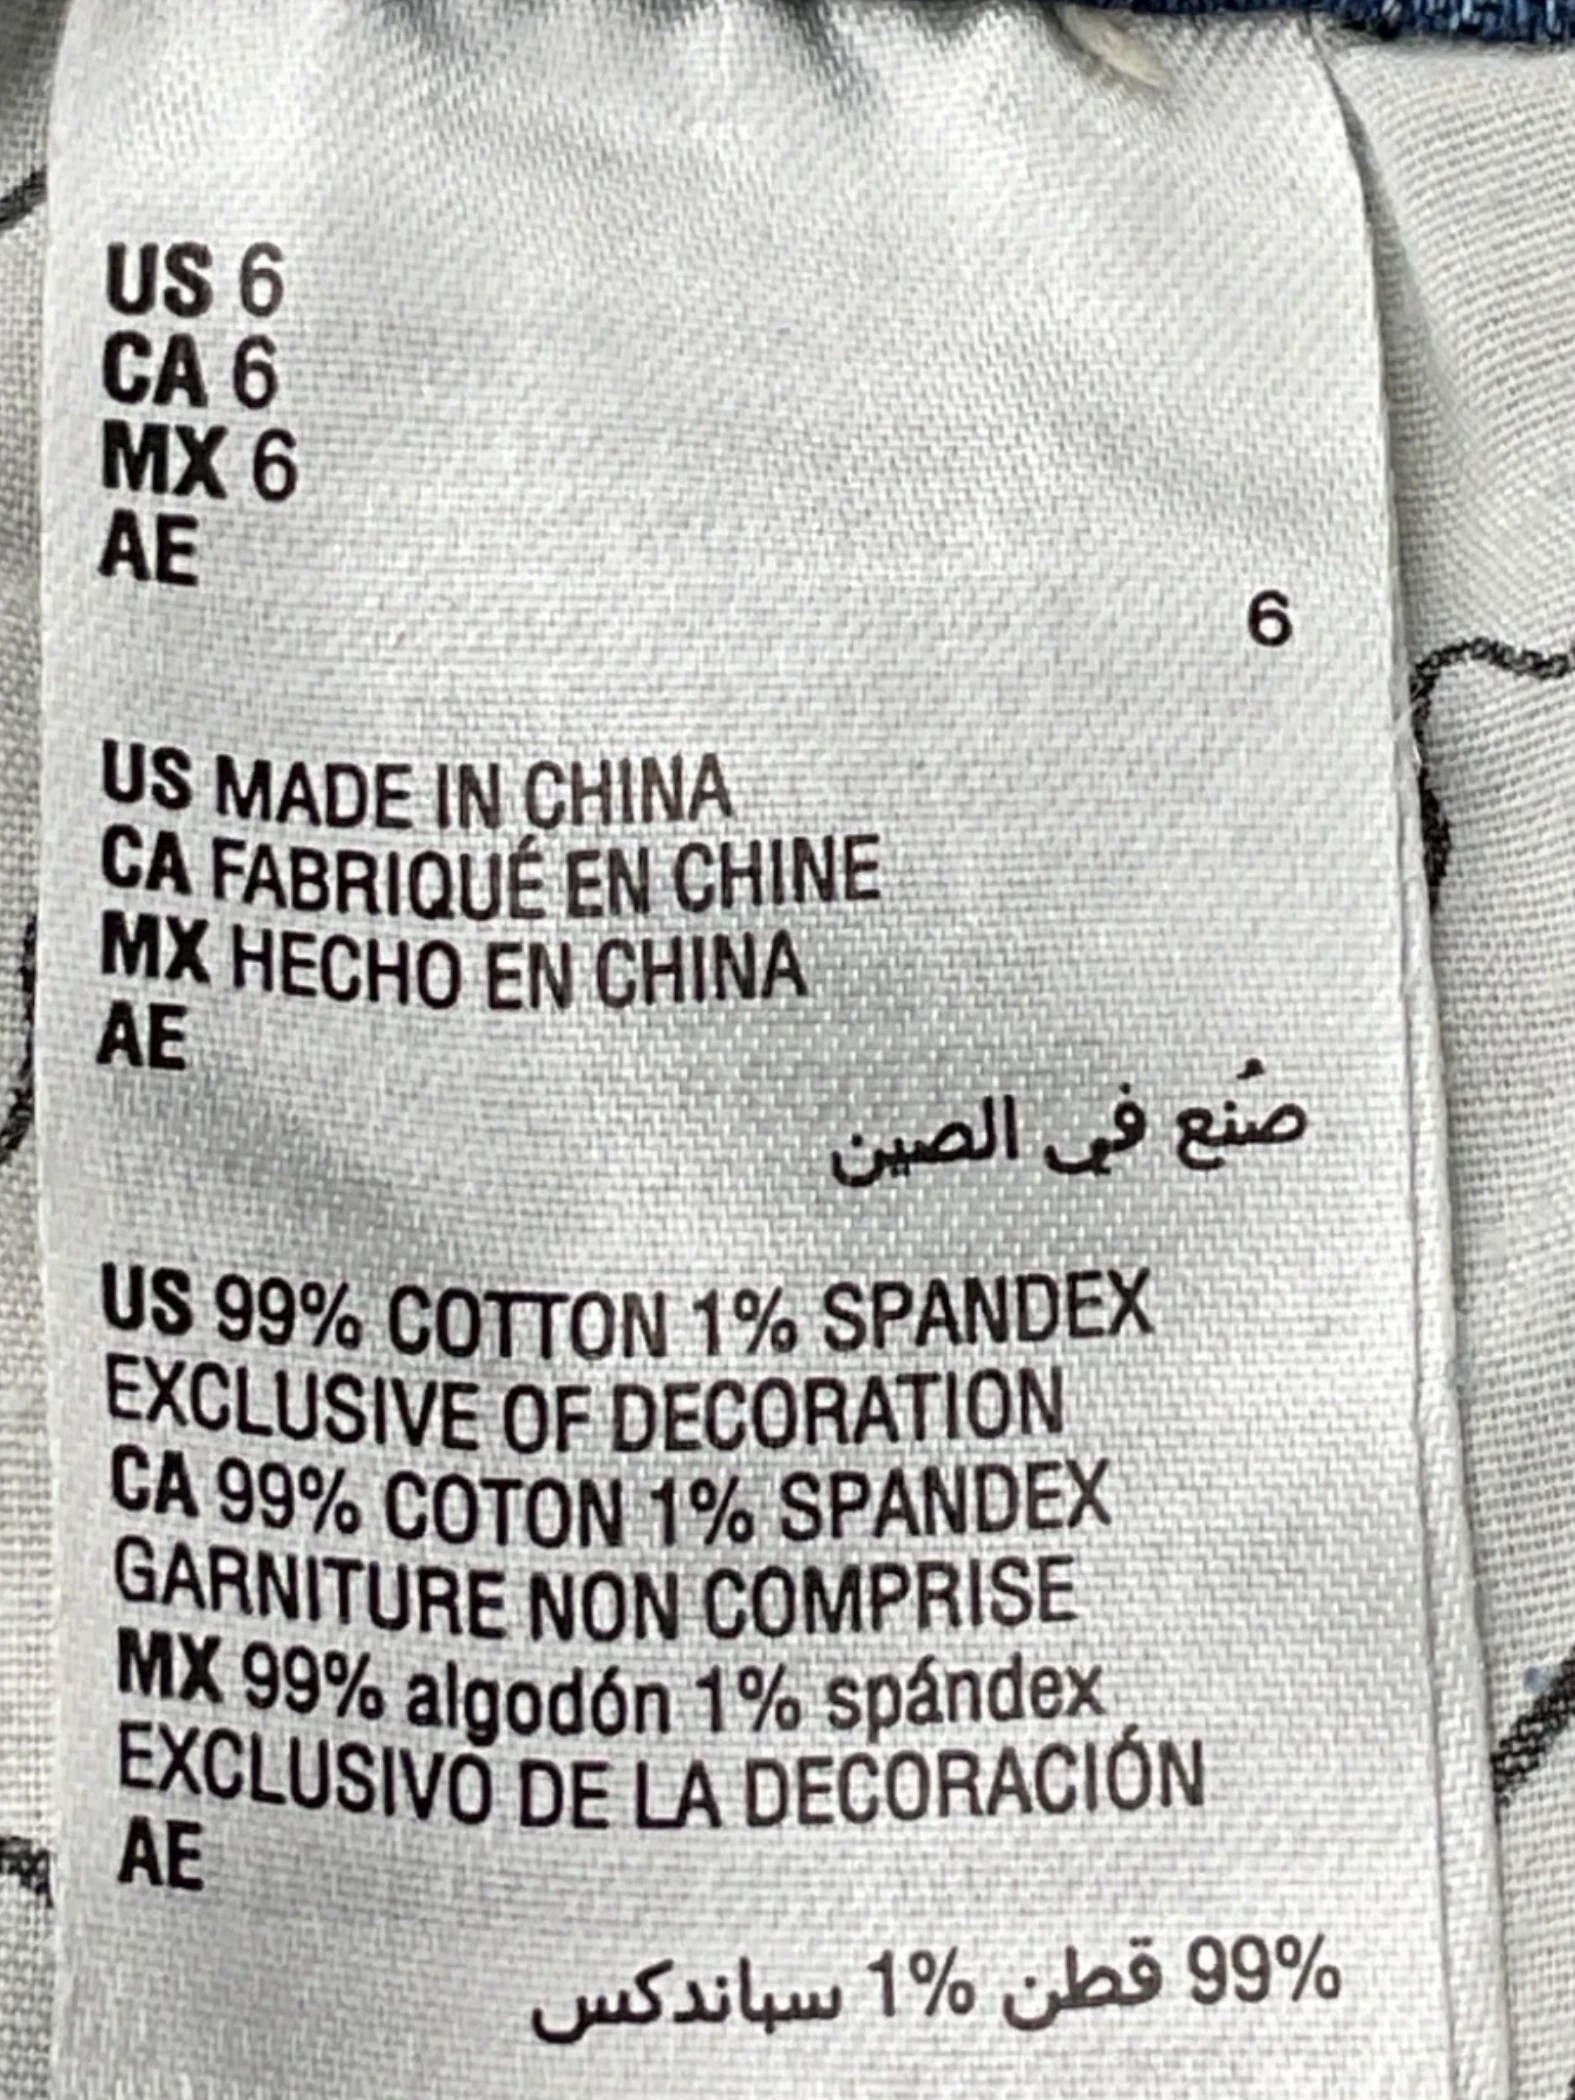 US 6
CA 6
MX 6
AE
6
US MADE IN CHINA
CA FABRIQUÉ EN CHINE
MX HECHO EN CHINA
AE
صُنع في الصين
US 99% COTTON 1% SPANDEX
EXCLUSIVE OF DECORATION
CA 99% COTON 1% SPANDEX
GARNITURE NON COMPRISE
MX 99% algodón 1% spándex
EXCLUSIVO DE LA DECORACIÓN
AE
99% قطن 1% سباندكس